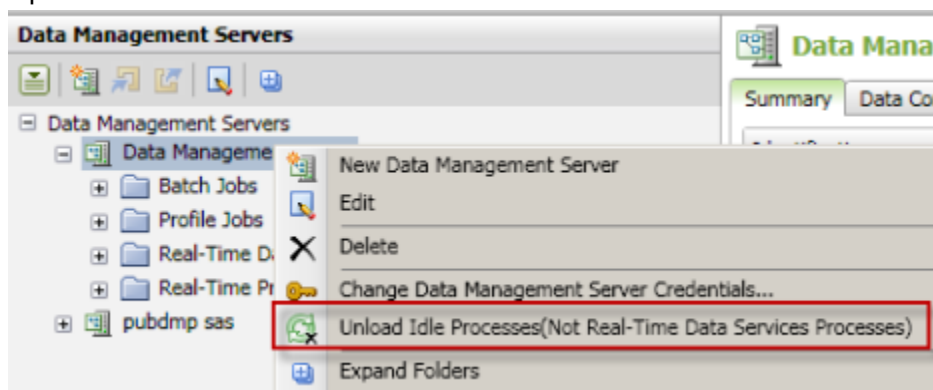 Data Management Servers
Data Mana
Summary
Data Co
Data Management Servers
Data Manageme
Batch Jobs
Profile Jobs
Real-Time Da
Real-Time Pr
pubdmp sas
New Data Management Server
Edit
Delete
Change Data Management Server Credentials...
Unload Idle Processes(Not Real-Time Data Services Processes)
Expand Folders